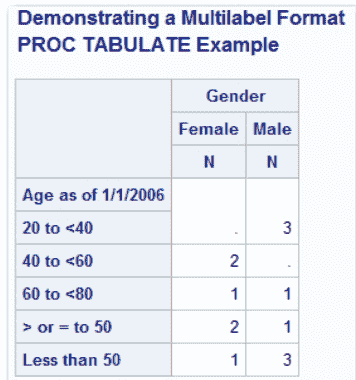 Demonstrating a Multilabel Format
PROC TABULATE Example
Gender
Female Male
N N
Age as of 1/1/2006
20 to <40 . 3
40 to <60 2 .
60 to <80 1 1
> or = to 50 2 1
Less than 50 1 3